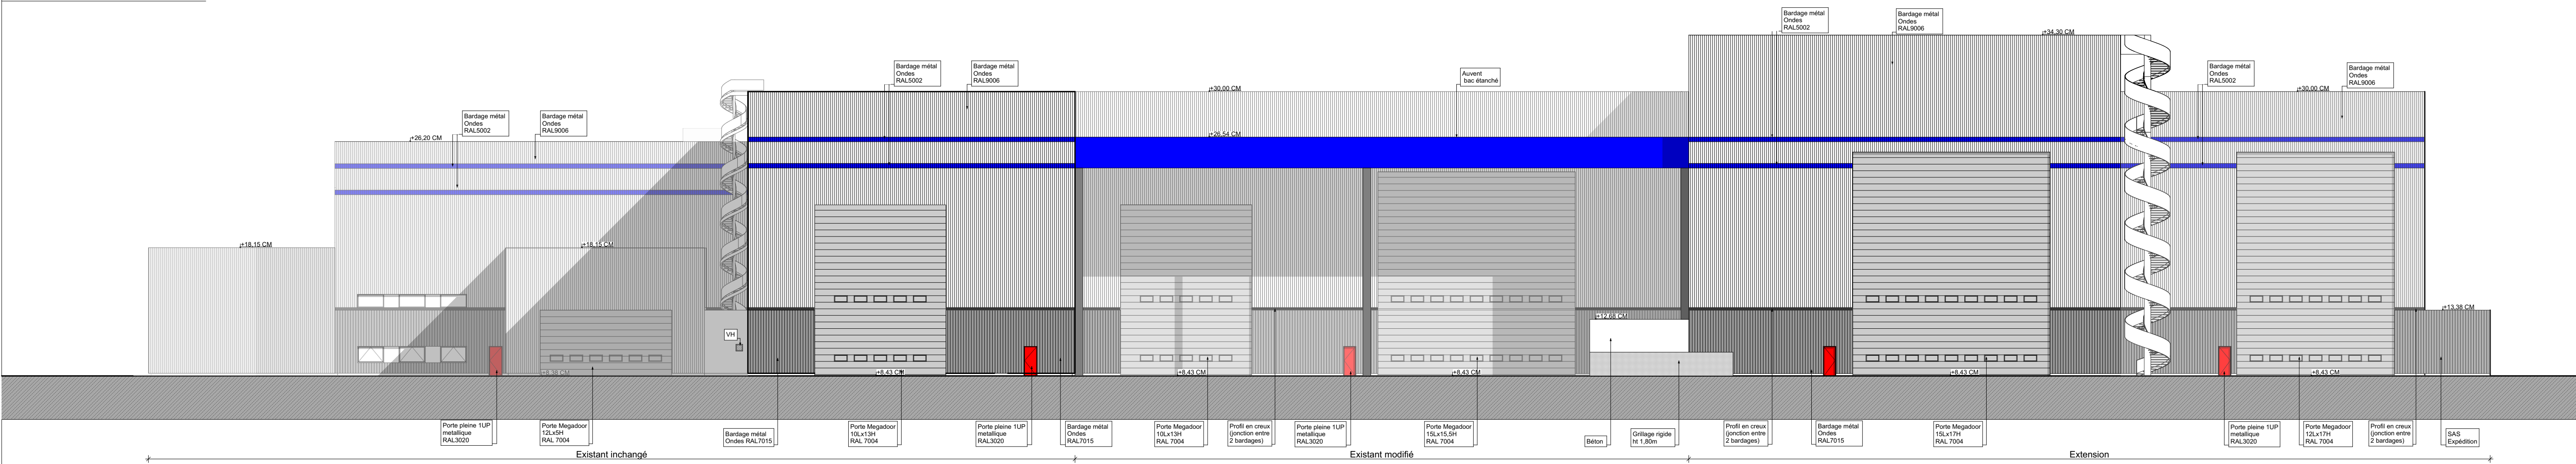 Bardage métal
Ondes
RAL5002
Bardage métal
Ondes
RAL9006
+34,30 CM
Bardage métal
Ondes
RAL5002
Bardage métal
Ondes
RAL9006
Auvent
bac étanché
Bardage métal
Ondes
RAL5002
Bardage métal
Ondes
RAL9006
+30,00 CM
+30,00 CM
Bardage métal
Ondes
RAL5002
Bardage métal
Ondes
RAL9006
+26,20 CM
+26,54 CM
+18,15 CM
+18,15 CM
+13,38 CM
+12,68 CM
VH
+8,38 CM
+8,43 CM
+8,43 CM
+8,43 CM
+8,43 CM
+8,43 CM
Porte pleine 1UP
metallique
RAL3020
Porte Megadoor
12Lx5H
RAL 7004
Bardage métal
Ondes RAL7015
Porte Megadoor
10Lx13H
RAL 7004
Porte pleine 1UP
metallique
RAL3020
Bardage métal
Ondes
RAL7015
Porte Megadoor
10Lx13H
RAL 7004
Profil en creux
(jonction entre
2 bardages)
Porte pleine 1UP
metallique
RAL3020
Porte Megadoor
15Lx15,5H
RAL 7004
Béton
Grillage rigide
ht 1,80m
Profil en creux
(jonction entre
2 bardages)
Bardage métal
Ondes
RAL7015
Porte Megadoor
15Lx17H
RAL 7004
Porte pleine 1UP
metallique
RAL3020
Porte Megadoor
12Lx17H
RAL 7004
Profil en creux
(jonction entre
2 bardages)
SAS
Expédition
Existant inchangé
Existant modifié
Extension